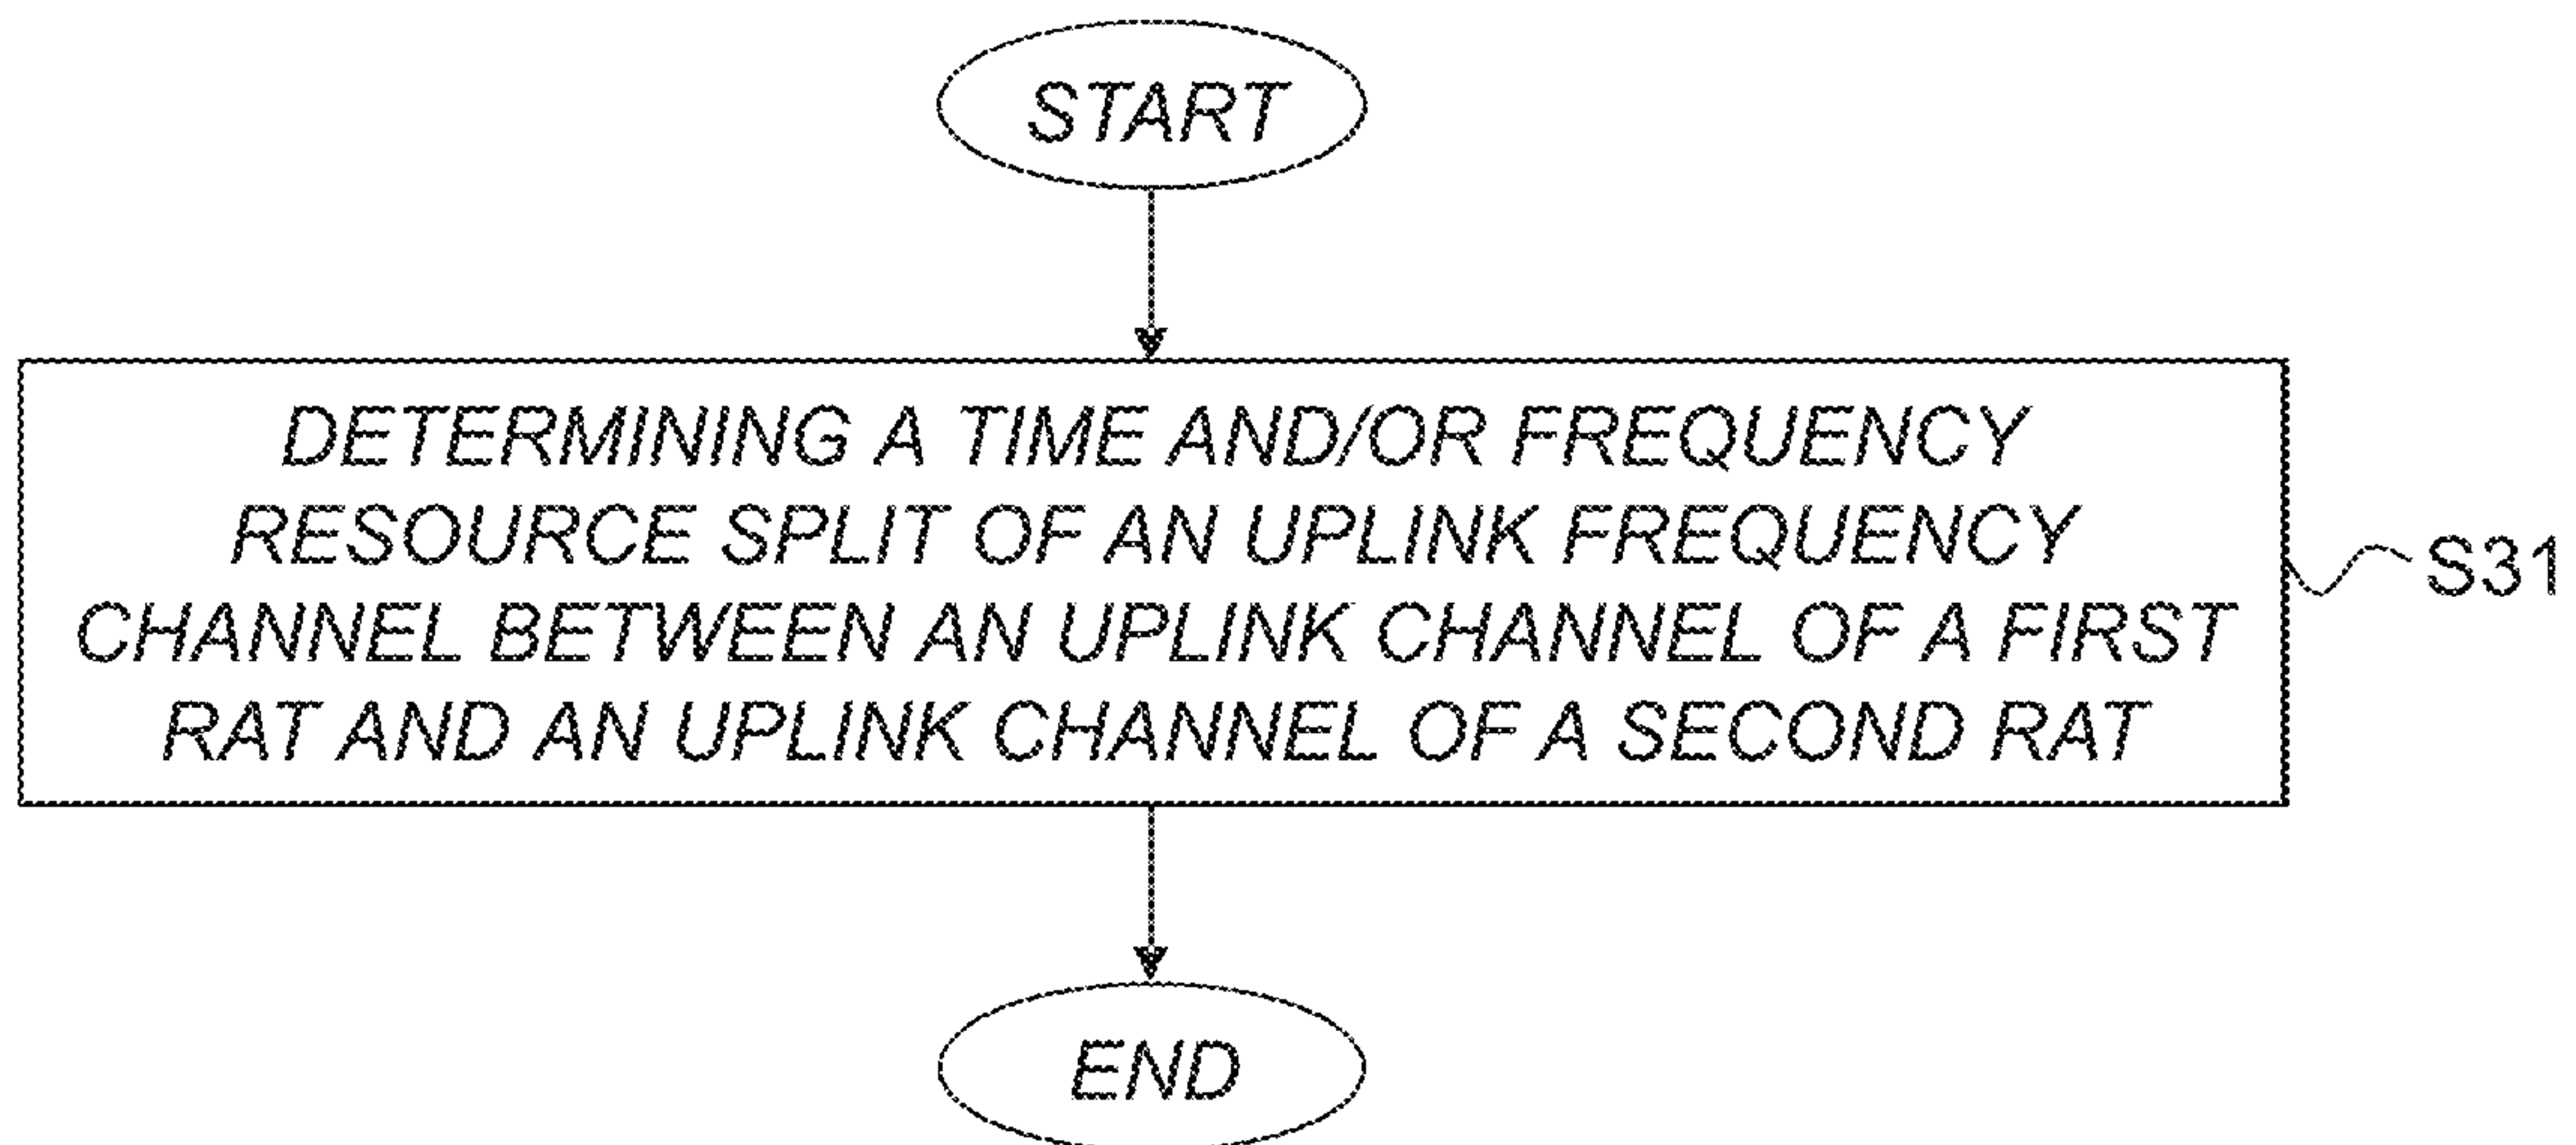 START
DETERMINING A TIME AND/OR FREQUENCY
RESOURCE SPLIT OF AN UPLINK FREQUENCY
CHANNEL BETWEEN AN UPLINK CHANNEL OF A FIRST
RAT AND AN UPLINK CHANNEL OF A SECOND RAT
S31
END